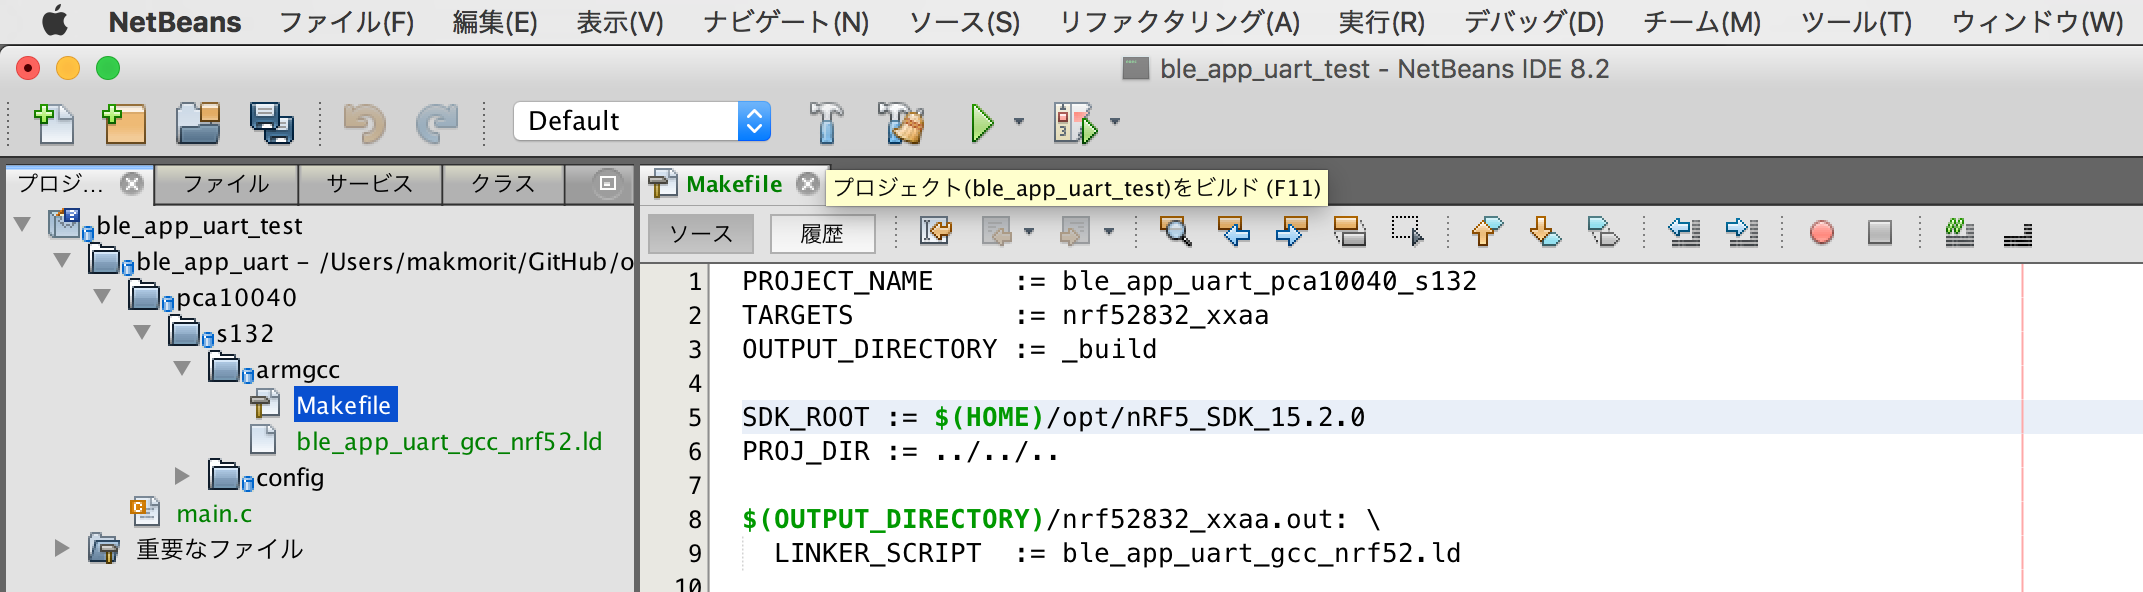 NetBeans ファイル(F) 編集(E) 表示(V) ナビゲート(N) ソース(S) リファクタリング(A) 実行(R) デバッグ(D) チーム(M) ツール(T) ウィンドウ(W)
ble_app_uart_test - NetBeans IDE 8.2
Default
プロジ... ファイル サービス クラス
Makefile
プロジェクト(ble_app_uart_test)をビルド (F11)
ble_app_uart_test
ble_app_uart – /Users/makmorit/GitHub/o
pca10040
s132
armgcc
Makefile
ble_app_uart_gcc_nrf52.ld
config
main.c
重要なファイル
ソース 履歴
1 PROJECT_NAME := ble_app_uart_pca10040_s132
2 TARGETS := nrf52832_xxaa
3 OUTPUT_DIRECTORY := _build
4
5 SDK_ROOT := $(HOME)/opt/nRF5_SDK_15.2.0
6 PROJ_DIR := ../../..
7
8 $(OUTPUT_DIRECTORY)/nrf52832_xxaa.out: \
9 LINKER_SCRIPT := ble_app_uart_gcc_nrf52.ld
10